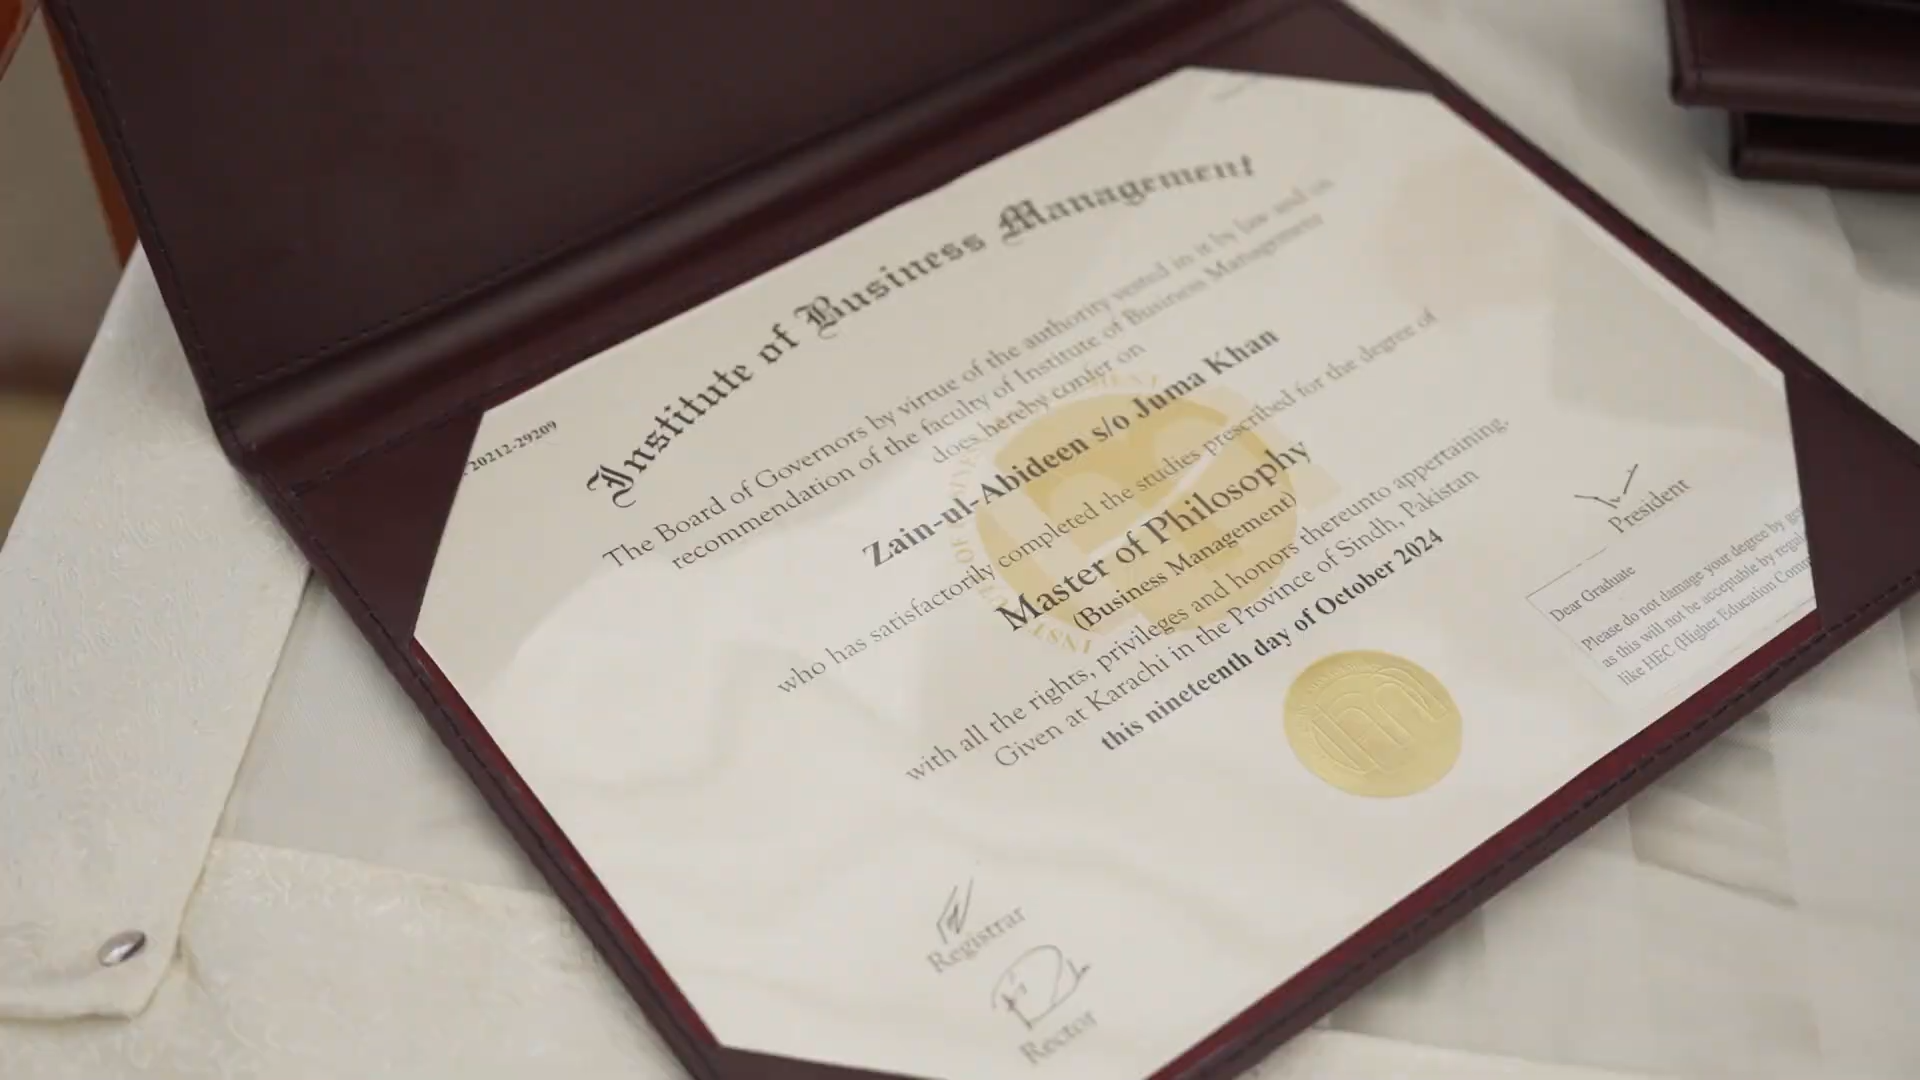 20212-29209
Institute of Business Management
The Board of Governors by virtue of the authority vested in it by law and on
recommendation of the faculty of Institute of Business Management
does hereby confer on
Zain-ul-Abideen s/o Juma Khan
who has satisfactorily completed the studies prescribed for the degree of
Master of Philosophy
(Business Management)
with all the rights, privileges and honors thereunto appertaining.
Given at Karachi in the Province of Sindh, Pakistan
this nineteenth day of October 2024
Registrar
Rector
President
Dear Graduate
Please do not damage your degree by
as this will not be acceptable by
like HEC (Higher Education